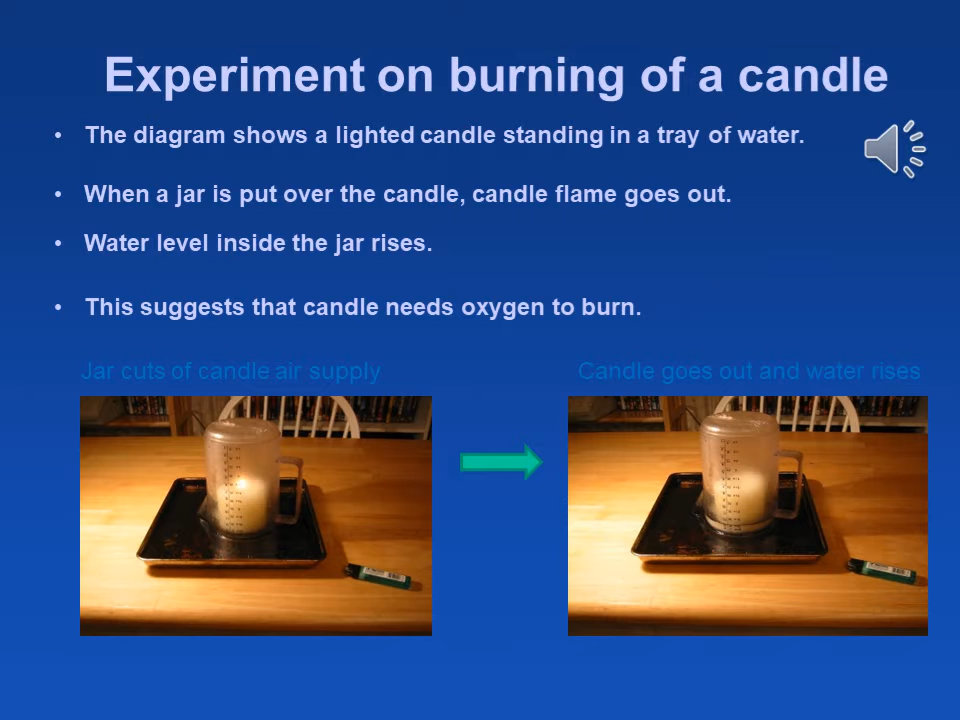 Experiment on burning of a candle
• The diagram shows a lighted candle standing in a tray of water.
• When a jar is put over the candle, candle flame goes out.
• Water level inside the jar rises.
• This suggests that candle needs oxygen to burn.
Jar cuts of candle air supply
Candle goes out and water rises